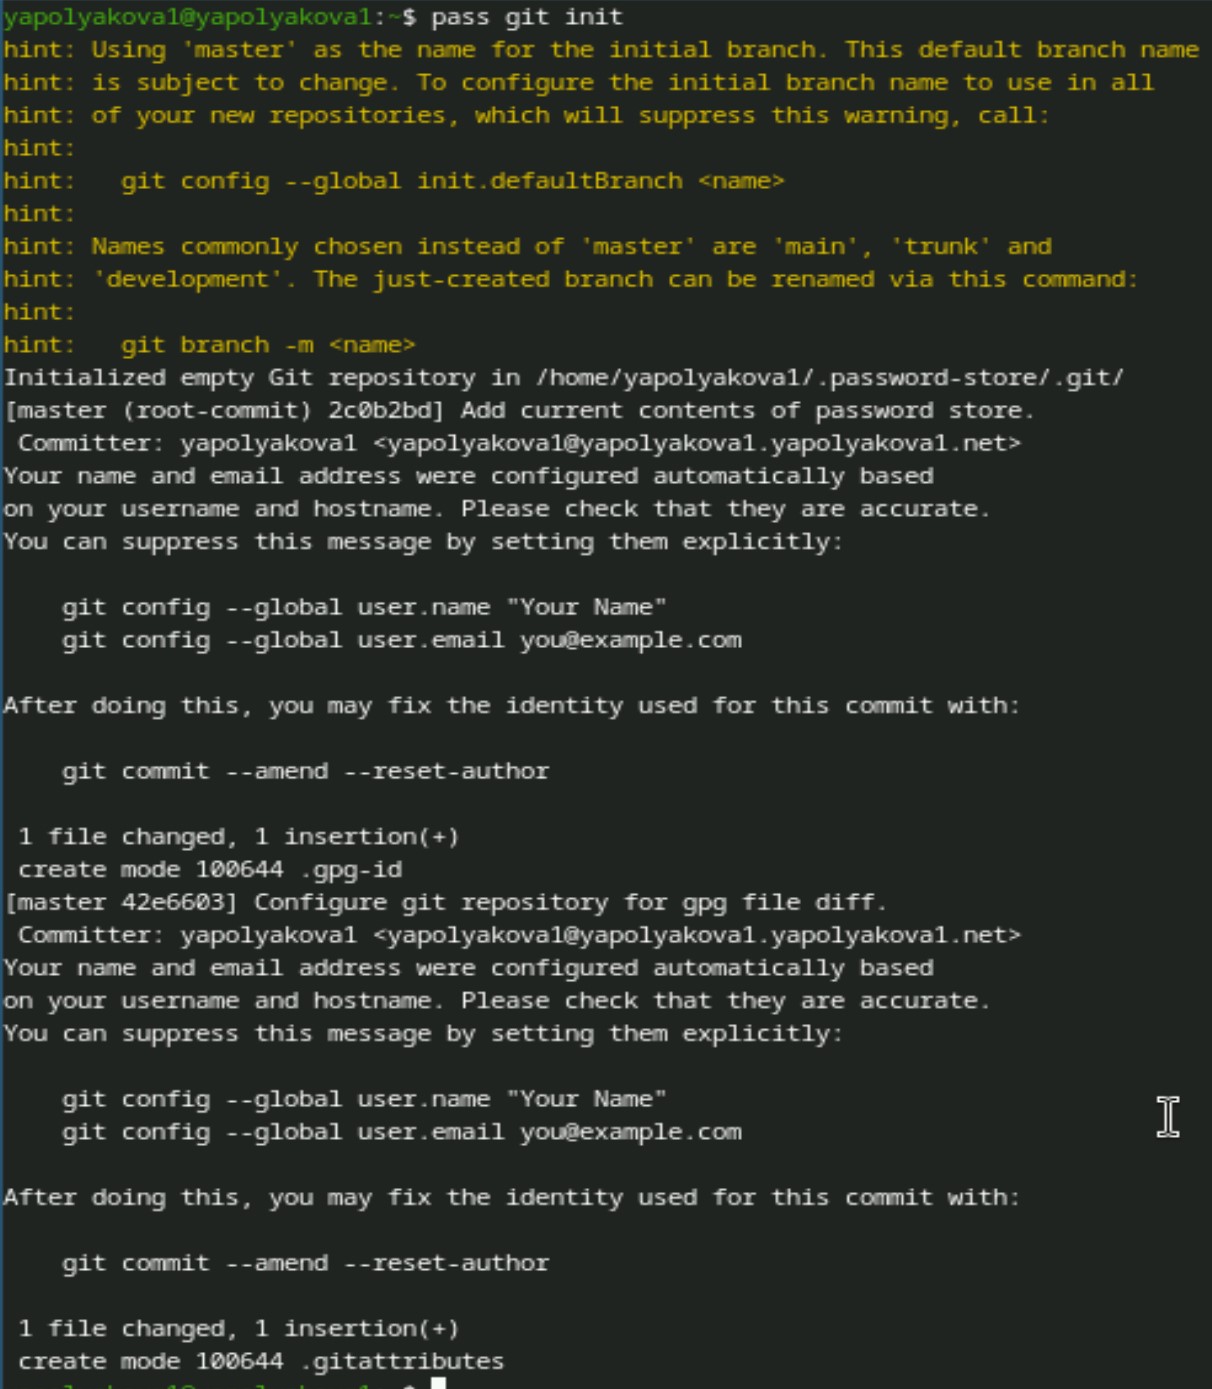 yapolyakova1@yapolyakova1:~$ pass git init
hint: Using 'master' as the name for the initial branch. This default branch name
hint: is subject to change. To configure the initial branch name to use in all
hint: of your new repositories, which will suppress this warning, call:
hint:
hint:   git config --global init.defaultBranch <name>
hint:
hint: Names commonly chosen instead of 'master' are 'main', 'trunk' and
hint: 'development'. The just-created branch can be renamed via this command:
hint:
hint:   git branch -m <name>
Initialized empty Git repository in /home/yapolyakova1/.password-store/.git/
[master (root-commit) 2c0b2bd] Add current contents of password store.
 Committer: yapolyakova1 <yapolyakova1@yapolyakova1.yapolyakova1.net>
Your name and email address were configured automatically based
on your username and hostname. Please check that they are accurate.
You can suppress this message by setting them explicitly:

    git config --global user.name "Your Name"
    git config --global user.email you@example.com

After doing this, you may fix the identity used for this commit with:

    git commit --amend --reset-author

 1 file changed, 1 insertion(+)
 create mode 100644 .gpg-id
[master 42e6603] Configure git repository for gpg file diff.
 Committer: yapolyakova1 <yapolyakova1@yapolyakova1.yapolyakova1.net>
Your name and email address were configured automatically based
on your username and hostname. Please check that they are accurate.
You can suppress this message by setting them explicitly:

    git config --global user.name "Your Name"
    git config --global user.email you@example.com

After doing this, you may fix the identity used for this commit with:

    git commit --amend --reset-author

 1 file changed, 1 insertion(+)
 create mode 100644 .gitattributes